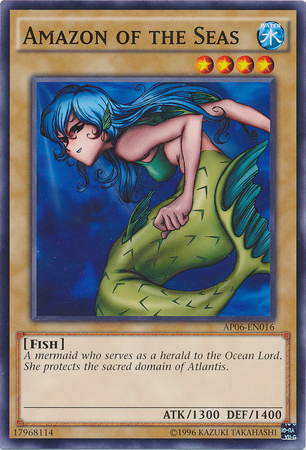 AMAZON OF THE SEAS
WATER
水
AP06-EN016
[FISH]
A mermaid who serves as a herald to the Ocean Lord.
She protects the sacred domain of Atlantis.
ATK/1300 DEF/1400
17968114
©1996 KAZUKI TAKAHASHI